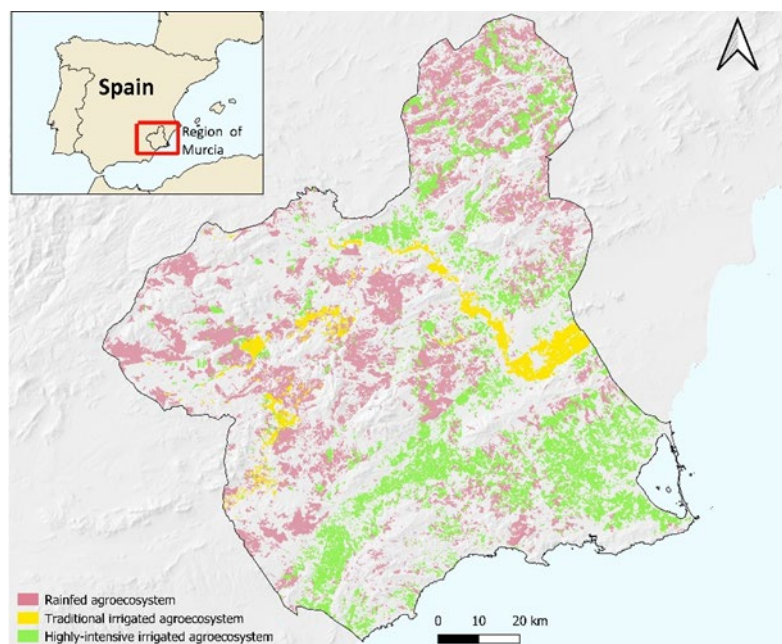 Spain
Region of
Murcia
Rainfed agroecosystem
Traditional irrigated agroecosystem
Highly-intensive irrigated agroecosystem
0 10 20 km